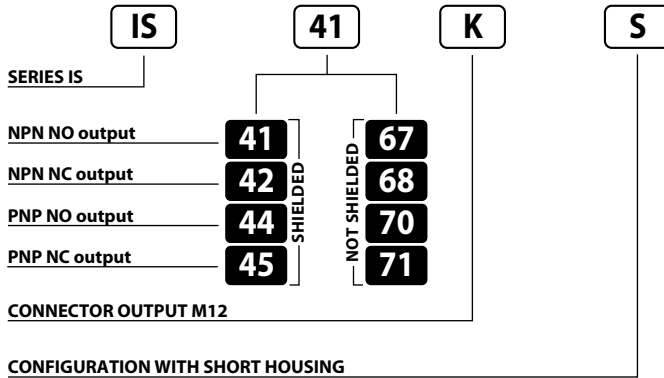 IS 41 K S
SERIES IS
NPN NO output 41 67
NPN NC output 42 68
PNP NO output 44 70
PNP NC output 45 71
SHIELDED
NOT SHIELDED
CONNECTOR OUTPUT M12
CONFIGURATION WITH SHORT HOUSING